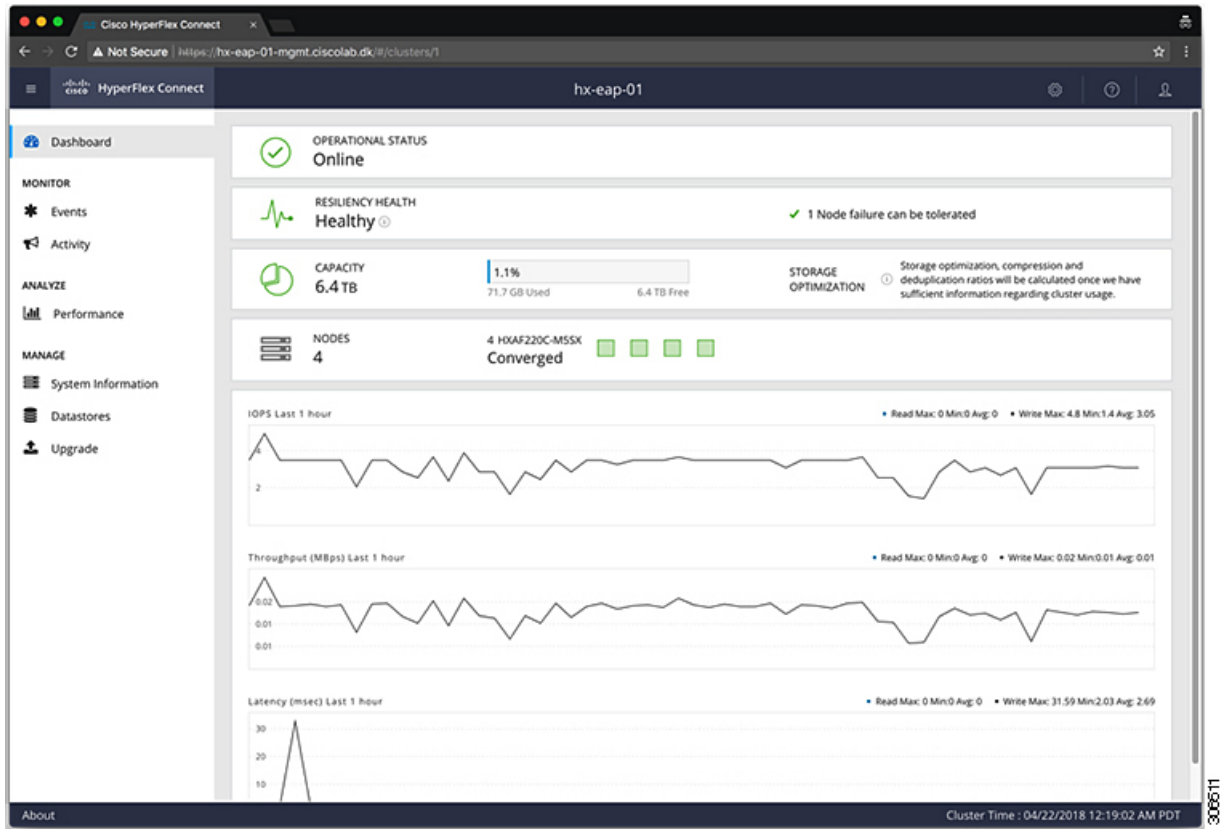 Cisco HyperFlex Connect
Not Secure | https://hx-eap-01-mgmt.ciscolab.dk/#/clusters/1
cisco HyperFlex Connect
hx-eap-01
Dashboard
MONITOR
Events
Activity
ANALYZE
Performance
MANAGE
System Information
Datastores
Upgrade
OPERATIONAL STATUS
Online
RESILIENCY HEALTH
Healthy
1 Node failure can be tolerated
CAPACITY
6.4 TB
1.1%
71.7 GB Used
6.4 TB Free
STORAGE
OPTIMIZATION
Storage optimization, compression and
deduplication ratios will be calculated once we have
sufficient information regarding cluster usage.
NODES
4
4 HXAF220C-M5SX
Converged
IOPS Last 1 hour
Read Max: 0 Min:0 Avg: 0
Write Max: 4.8 Min:1.4 Avg: 3.05
4
2
Throughput (MBps) Last 1 hour
Read Max: 0 Min:0 Avg: 0
Write Max: 0.02 Min:0.01 Avg: 0.01
0.02
0.01
0.01
Latency (msec) Last 1 hour
Read Max: 0 Min:0 Avg: 0
Write Max: 31.59 Min:2.03 Avg: 2.69
30
20
10
About
Cluster Time : 04/22/2018 12:19:02 AM PDT
306511